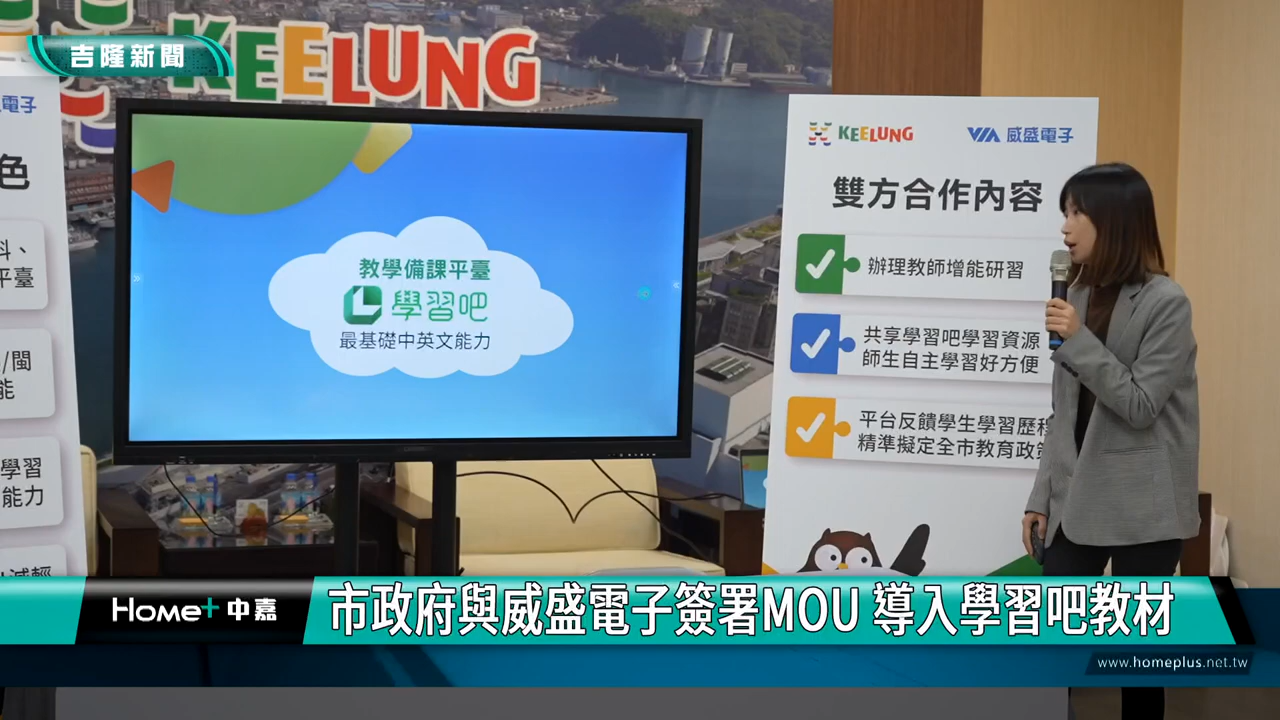 吉隆新聞
KEELUNG
電子
色
科、
平臺
/閩
能
學習
能力
減輕
教學備課平臺
學習吧
最基礎中英文能力
KEELUNG
VIA 威盛電子
雙方合作內容
辦理教師增能研習
共享學習吧學習資源
師生自主學習好方便
平台反饋學生學習歷程
精準擬定全市教育政策
Home+ 中嘉
市政府與威盛電子簽署MOU 導入學習吧教材
www.homeplus.net.tw